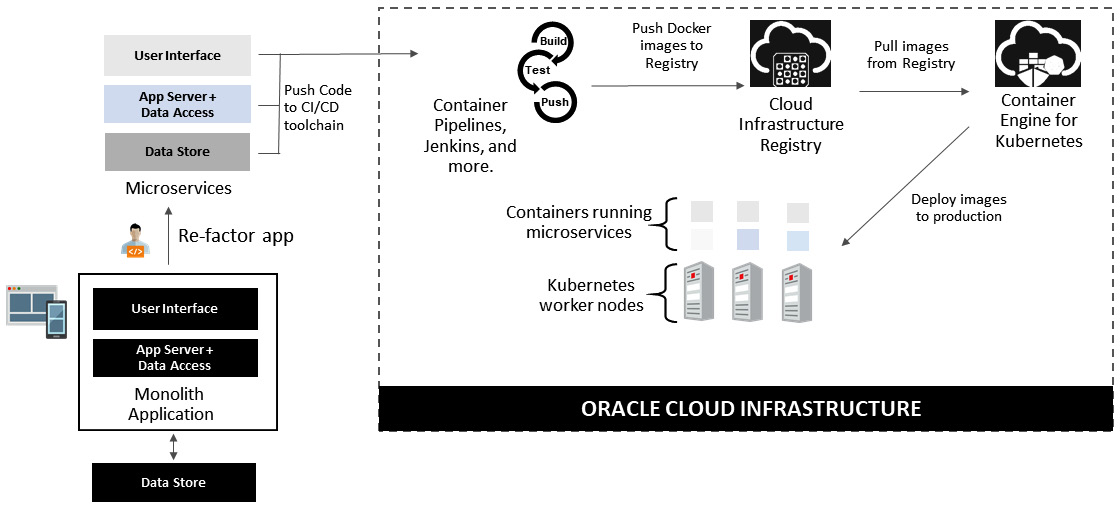 User Interface
App Server+
Data Access
Data Store
Microservices
Push Code
to CI/CD
toolchain
Re-factor app
</>
User Interface
App Server+
Data Access
Monolith
Application
Data Store
Container
Pipelines,
Jenkins, and
more.
Build
Test
Push
Push Docker
images to
Registry
Cloud
Infrastructure
Registry
Pull images
from Registry
Container
Engine for
Kubernetes
Deploy images
to production
Containers running
microservices
Kubernetes
worker nodes
ORACLE CLOUD INFRASTRUCTURE